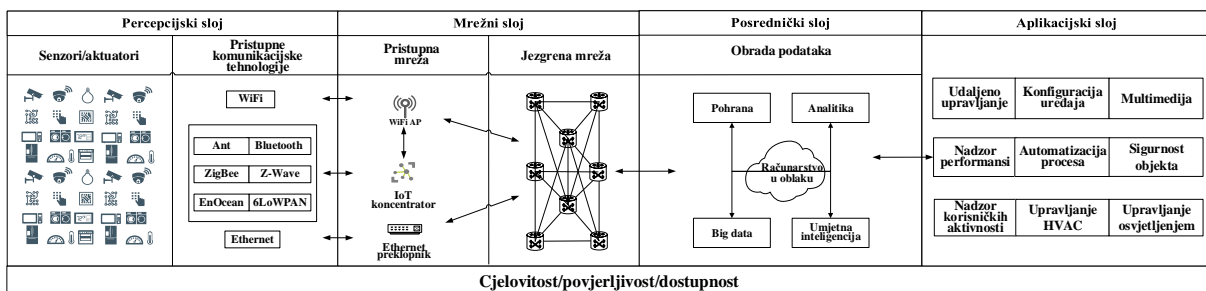 Percepcijski sloj
Mrežni sloj
Posrednički sloj
Aplikacijski sloj
Senzori/aktuatori
Pristupne
komunikacijske
tehnologije
Pristupna
mreža
Jezgrena mreža
Obrada podataka
WiFi
Ant
Bluetooth
ZigBee
Z-Wave
EnOcean
6LoWPAN
Ethernet
WiFi AP
IoT
koncentrator
Ethernet
preklopnik
Pohrana
Analitika
Računarstvo
u oblaku
Big data
Umjetna
inteligencija
Udaljeno
upravljanje
Konfiguracija
uređaja
Multimedija
Nadzor
performansi
Automatizacija
procesa
Sigurnost
objekta
Nadzor
korisničkih
aktivnosti
Upravljanje
HVAC
Upravljanje
osvjetljenjem
Cjelovitost/povjerljivost/dostupnost